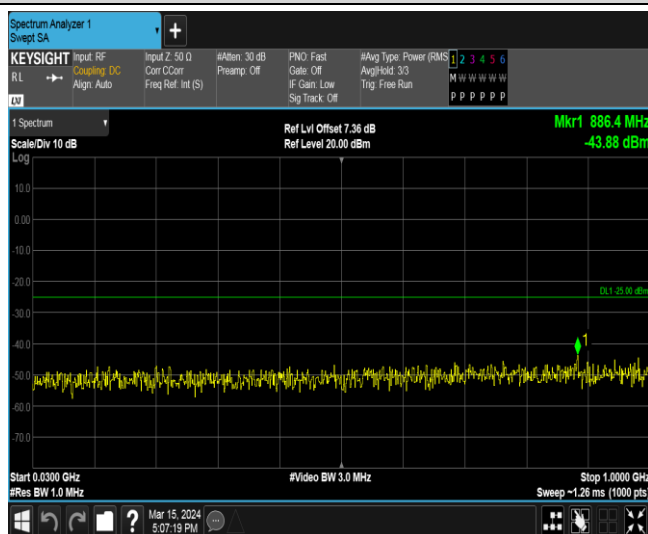 Spectrum Analyzer 1
Swept SA
KEYSIGHT
R L
LXI
Input: RF
Coupling: DC
Align: Auto
Input Z: 50 Ω
Corr CCorr
Freq Ref: Int (S)
#Atten: 30 dB
Preamp: Off
PNO: Fast
Gate: Off
IF Gain: Low
Sig Track: Off
#Avg Type: Power (RMS
Avg|Hold: 3/3
Trig: Free Run
1 2 3 4 5 6
M W W W W W
P P P P P P
1 Spectrum
Scale/Div 10 dB
Log
Ref Lvl Offset 7.36 dB
Ref Level 20.00 dBm
Mkr1 886.4 MHz
-43.88 dBm
10.0
0.00
-10.0
-20.0
DL1 -25.00 dBm
-30.0
-40.0
1
-50.0
-60.0
-70.0
Start 0.0300 GHz
#Res BW 1.0 MHz
#Video BW 3.0 MHz
Stop 1.0000 GHz
Sweep ~1.26 ms (1000 pts)
?
Mar 15, 2024
5:07:19 PM